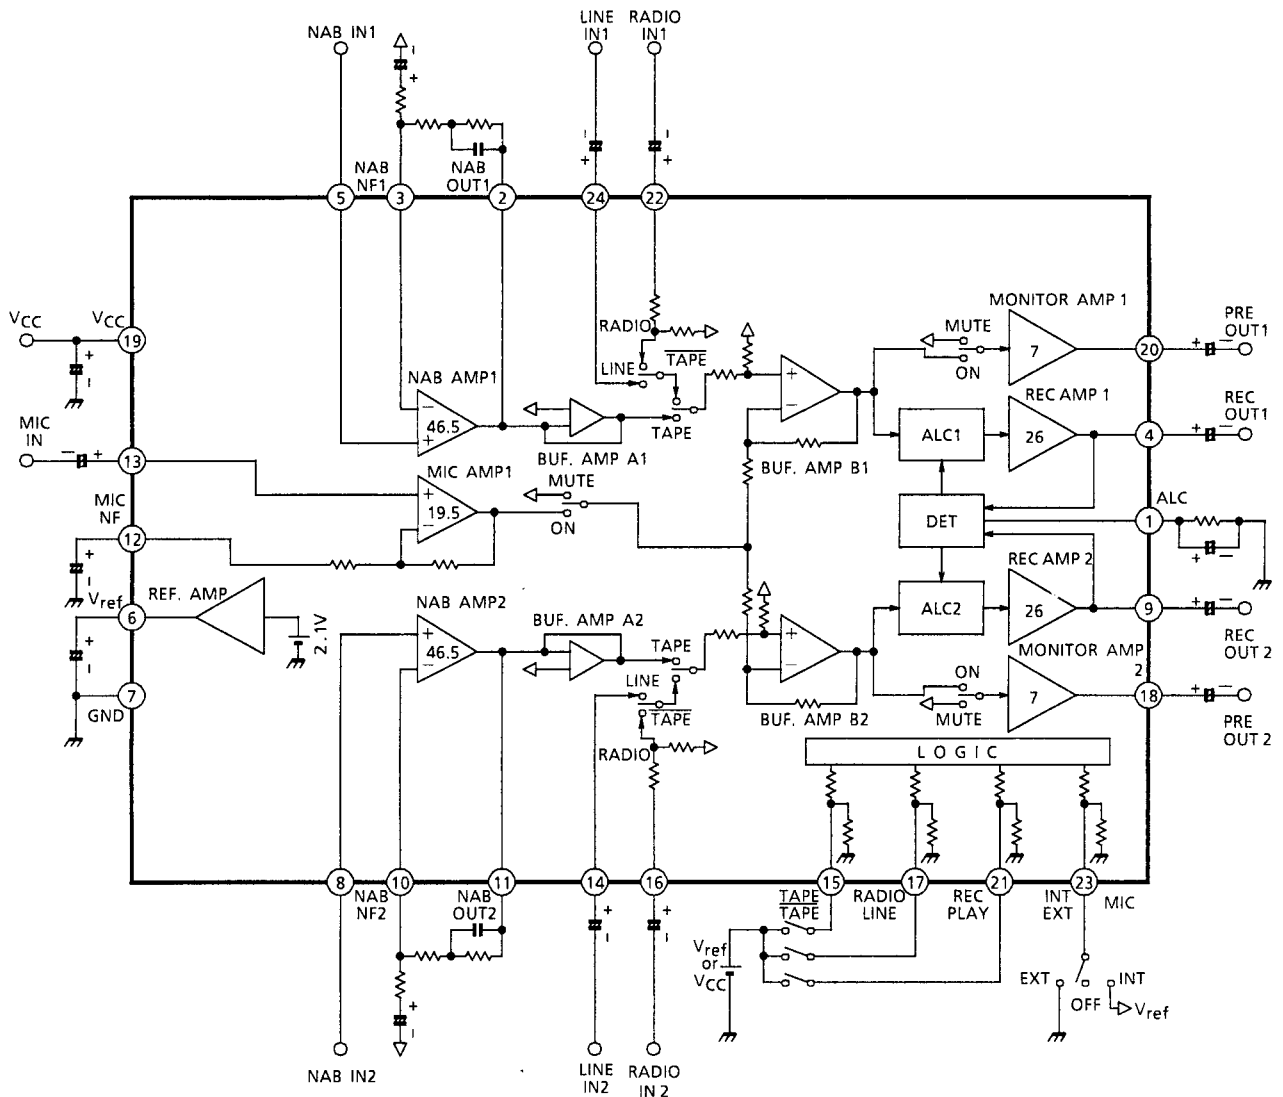 LINE RADIO
NAB IN1 IN1 IN1
NAB NAB
NF1 OUT1
5 3 2 24 22
VCC VCC
19
MONITOR AMP 1 PRE
OUT1
RADIO MUTE
TAPE 7 20
LINE ON
NAB AMP1
46.5 TAPE
REC AMP 1 REC
OUT1
ALC1 26 4
BUF. AMP A1 BUF. AMP B1
MIC
IN
13
MIC AMP1
19.5
MUTE
ON
DET 1 ALC
MIC
NF
12
Vref REF. AMP
6
2.1V
7
GND
NAB AMP2
46.5
BUF. AMP A2
TAPE
LINE
TAPE
RADIO
BUF. AMP B2
REC AMP 2
ALC2 26 9
REC
OUT 2
MONITOR AMP
2
ON
7 18
MUTE
PRE
OUT 2
LOGIC
8 10 11 14 16 15 17 21 23
NAB NAB
NF2 OUT2
TAPE RADIO REC INT MIC
TAPE LINE PLAY EXT
Vref
or
VCC
EXT INT
OFF Vref
NAB IN2 LINE RADIO
IN2 IN 2